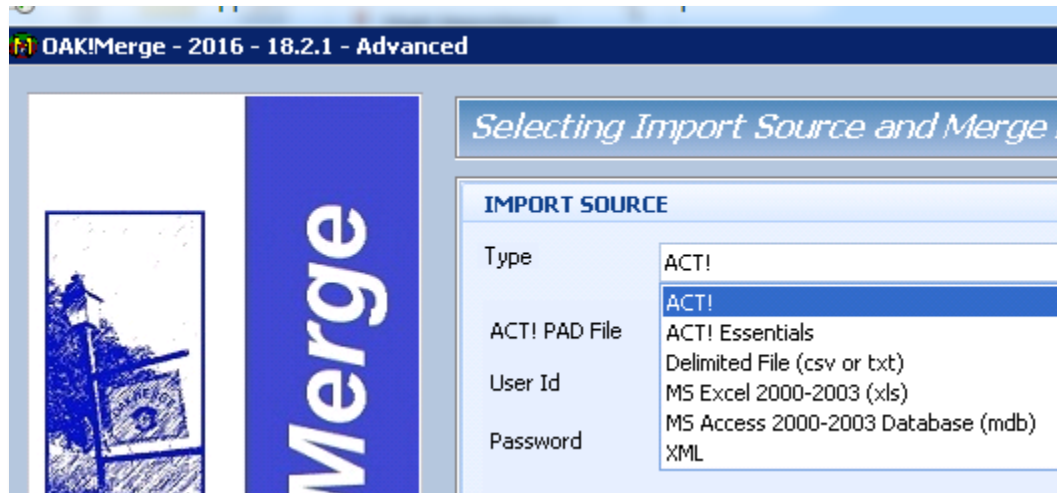 OAK!Merge - 2016 - 18.2.1 - Advanced
Selecting Import Source and Merge
Merge
IMPORT SOURCE
Type
ACT!
ACT!
ACT! PAD File
ACT! Essentials
Delimited File (csv or txt)
User Id
MS Excel 2000-2003 (xls)
MS Access 2000-2003 Database (mdb)
Password
XML